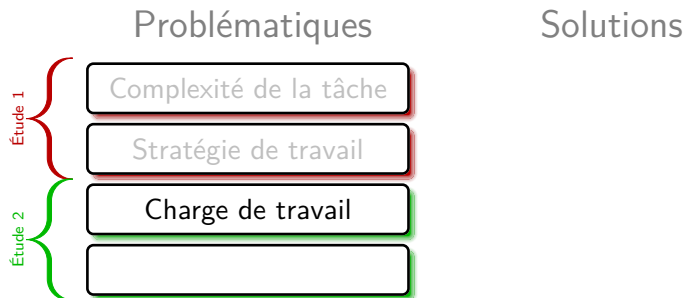 Problématiques Solutions
Étude 1
Complexité de la tâche
Stratégie de travail
Étude 2
Charge de travail